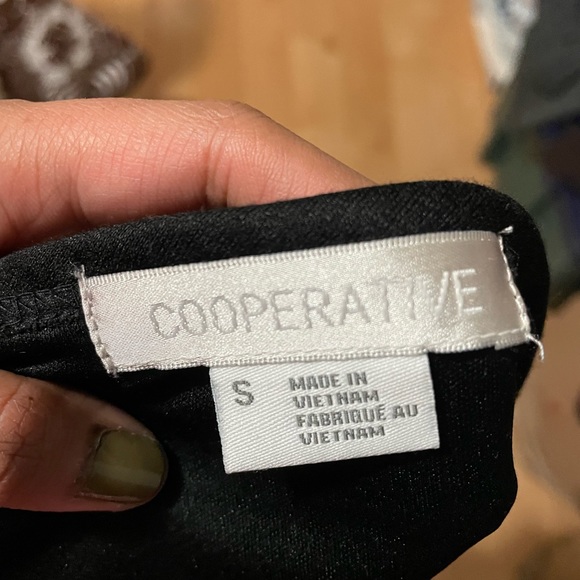 COOPERATIVE
S
MADE IN
VIETNAM
FABRIQUÉ AU
VIETNAM